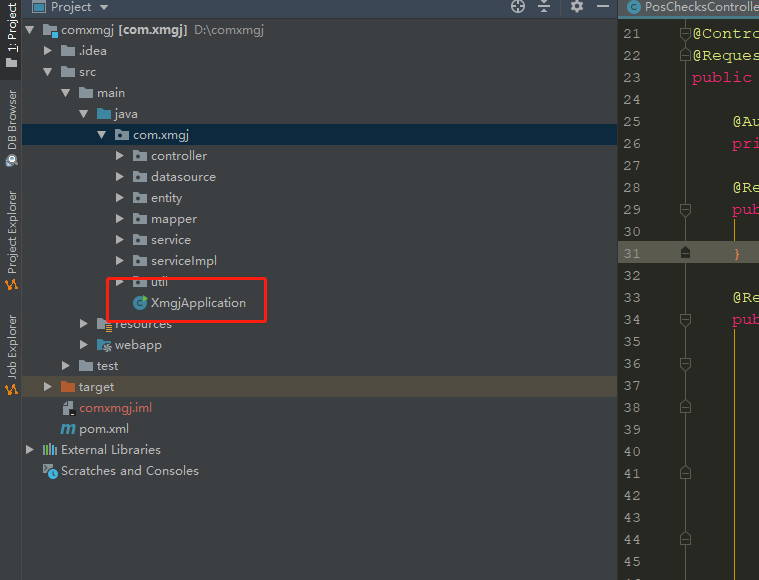 Project
PosChecksControlle
1: Project
DB Browser
Project Explorer
Job Explorer
comxmgj [com.xmgj] D:\comxmgj
.idea
src
main
java
com.xmgj
controller
datasource
entity
mapper
service
serviceImpl
util
XmgjApplication
resources
webapp
test
target
comxmgj.iml
pom.xml
External Libraries
Scratches and Consoles
21 @Contro
22 @Reques
23 public
24
25 @Au
26 pri
27
28 @Re
29 pub
30
31 }
32
33 @Re
34 pub
35
36
37
38
39
40
41
42
43
44
45